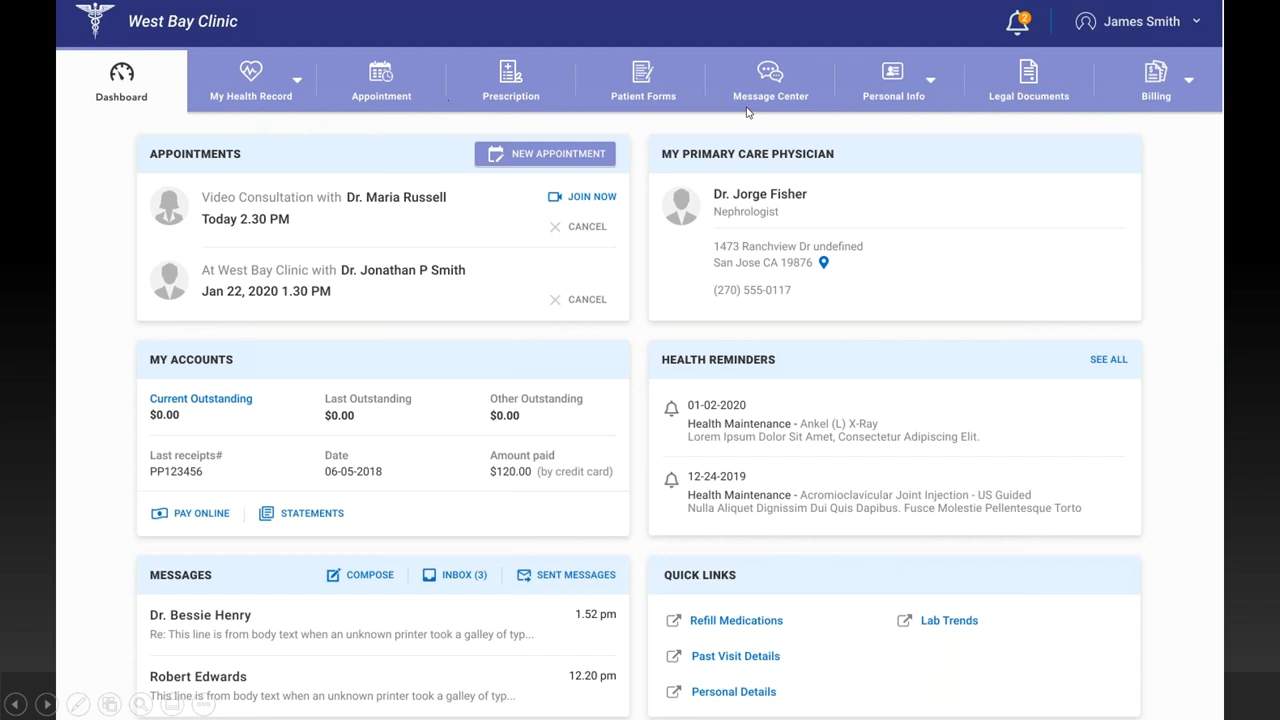 West Bay Clinic
2
James Smith
Dashboard
My Health Record
Appointment
Prescription
Patient Forms
Message Center
Personal Info
Legal Documents
Billing
APPOINTMENTS
NEW APPOINTMENT
Video Consultation with Dr. Maria Russell
JOIN NOW
Today 2.30 PM
CANCEL
At West Bay Clinic with Dr. Jonathan P Smith
Jan 22, 2020 1.30 PM
CANCEL
MY PRIMARY CARE PHYSICIAN
Dr. Jorge Fisher
Nephrologist
1473 Ranchview Dr undefined
San Jose CA 19876
(270) 555-0117
MY ACCOUNTS
Current Outstanding
$0.00
Last Outstanding
$0.00
Other Outstanding
$0.00
Last receipts#
PP123456
Date
06-05-2018
Amount paid
$120.00 (by credit card)
PAY ONLINE
STATEMENTS
HEALTH REMINDERS
SEE ALL
01-02-2020
Health Maintenance - Ankel (L) X-Ray
Lorem Ipsum Dolor Sit Amet, Consectetur Adipiscing Elit.
12-24-2019
Health Maintenance - Acromioclavicular Joint Injection - US Guided
Nulla Aliquet Dignissim Dui Quis Dapibus. Fusce Molestie Pellentesque Torto
MESSAGES
COMPOSE
INBOX (3)
SENT MESSAGES
Dr. Bessie Henry
1.52 pm
Re: This line is from body text when an unknown printer took a galley of typ...
Robert Edwards
12.20 pm
This line is from body text when an unknown printer took a galley of typ...
QUICK LINKS
Refill Medications
Lab Trends
Past Visit Details
Personal Details